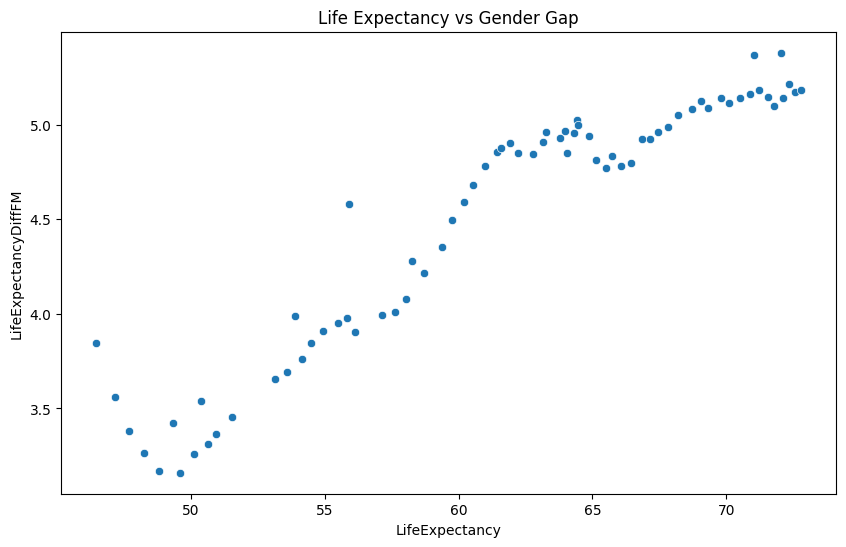 Life Expectancy vs Gender Gap
5.0
4.5
4.0
3.5
LifeExpectancyDiffFM
50 55 60 65 70
LifeExpectancy